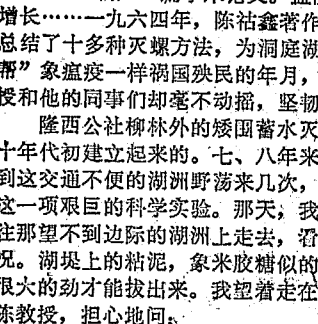 增长……一九六四年，陈祜鑫著作
总结了十多种灭螺方法，为洞庭湖
帮”象瘟疫一样祸国殃民的年月，
授和他的同事们却毫不动摇，坚韧
隆西公社柳林外的矮围蓄水灭
十年代初建立起来的。七、八年来
到这交通不便的湖洲野荡来几次，
这一项艰巨的科学实验。那天，我
往那望不到边际的湖洲上走去，看
况。湖堤上的粘泥，象米胶糖似的
很大的劲才能拔出来。我望着走在
陈教授，担心地问：